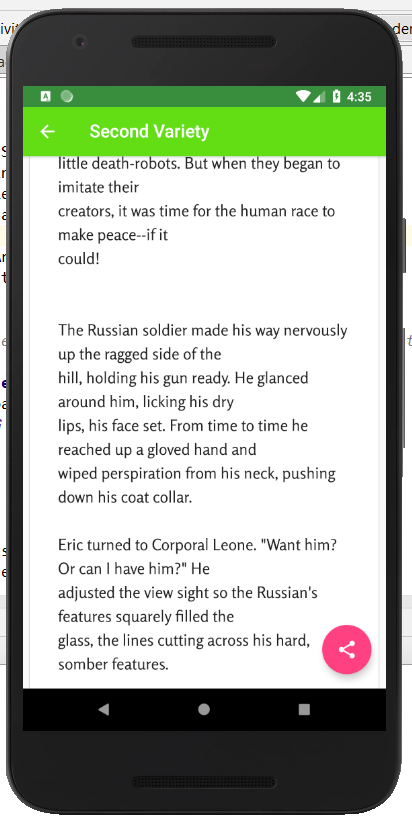 4:35
Second Variety
little death-robots. But when they began to
imitate their
creators, it was time for the human race to
make peace--if it
could!
The Russian soldier made his way nervously
up the ragged side of the
hill, holding his gun ready. He glanced
around him, licking his dry
lips, his face set. From time to time he
reached up a gloved hand and
wiped perspiration from his neck, pushing
down his coat collar.
Eric turned to Corporal Leone. "Want him?
Or can I have him?" He
adjusted the view sight so the Russian's
features squarely filled the
glass, the lines cutting across his hard,
somber features.